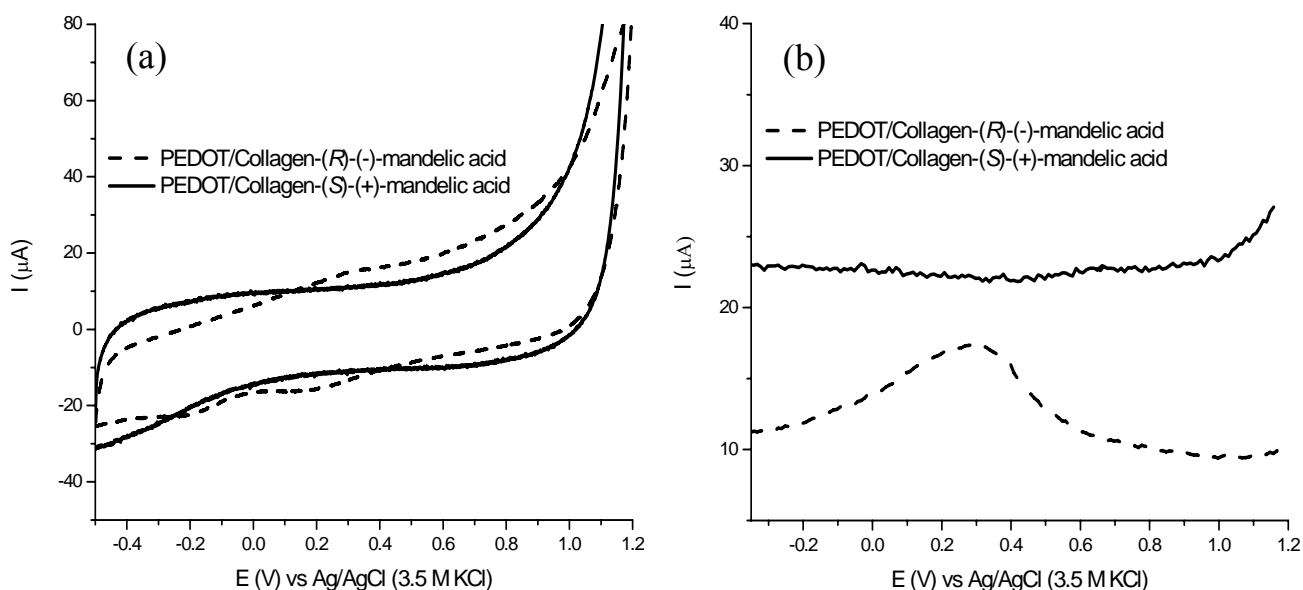 (a)
PEDOT/Collagen-(R)-(-)-mandelic acid
PEDOT/Collagen-(S)-(+)-mandelic acid
I (μA)
80
60
40
20
0
-20
-40
-0.4 -0.2 0.0 0.2 0.4 0.6 0.8 1.0 1.2
E (V) vs Ag/AgCl (3.5 M KCl)
(b)
PEDOT/Collagen-(R)-(-)-mandelic acid
PEDOT/Collagen-(S)-(+)-mandelic acid
I (μA)
40
30
20
10
-0.2 0.0 0.2 0.4 0.6 0.8 1.0 1.2
E (V) vs Ag/AgCl (3.5 M KCl)